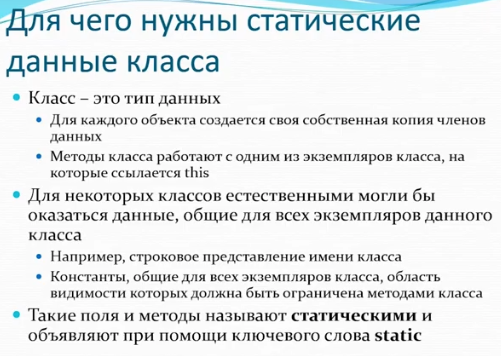 Для чего нужны статические
данные класса
Класс – это тип данных
Для каждого объекта создается своя собственная копия членов
данных
Методы класса работают с одним из экземпляров класса, на
которые ссылается this
Для некоторых классов естественными могли бы
оказаться данные, общие для всех экземпляров данного
класса
Например, строковое представление имени класса
Константы, общие для всех экземпляров класса, область
видимости которых должна быть ограничена методами класса
Такие поля и методы называют статическими и
объявляют при помощи ключевого слова static